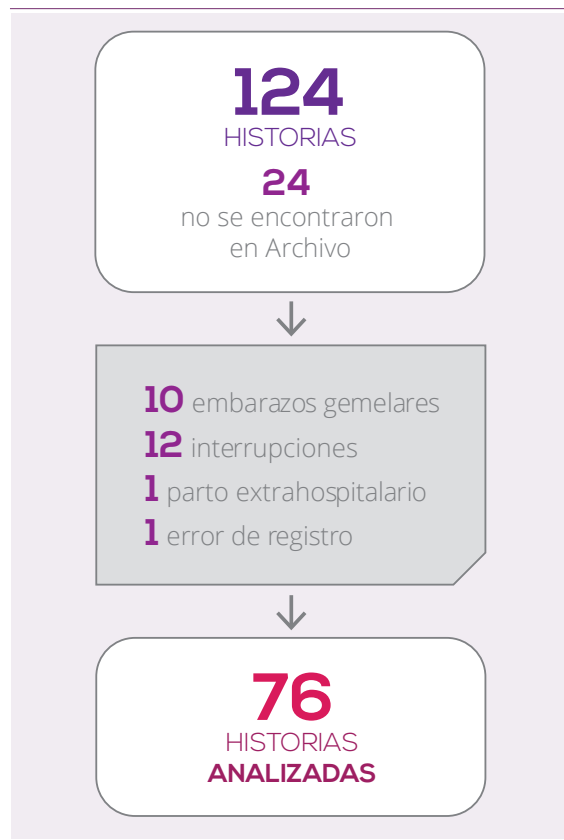 124
HISTORIAS
24
no se encontraron
en Archivo
10 embarazos gemelares
12 interrupciones
1 parto extrahospitalario
1 error de registro
76
HISTORIAS
ANALIZADAS